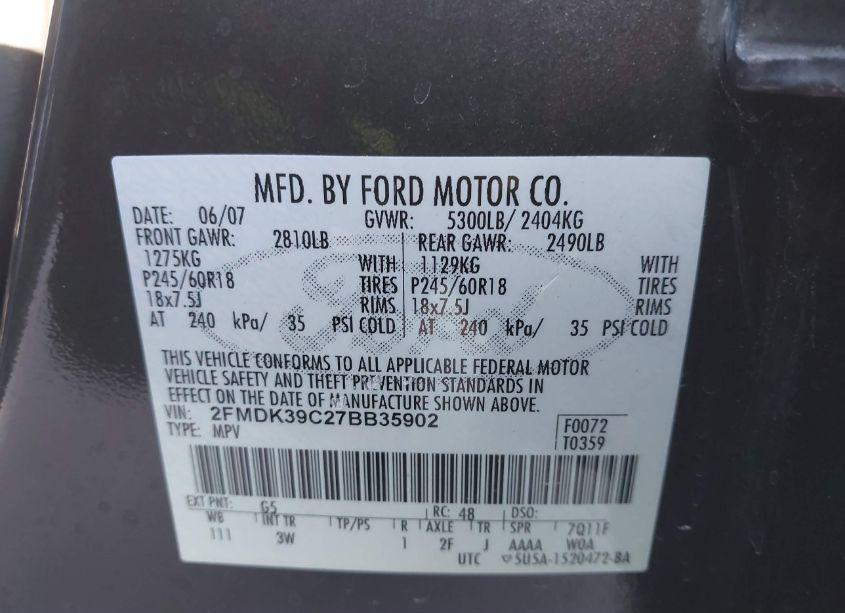 MFD. BY FORD MOTOR CO.
DATE: 06/07 GVWR: 5300LB/ 2404KG
FRONT GAWR: 2810LB REAR GAWR: 2490LB
1275KG WITH 1129KG WITH
P245/60R18 TIRES P245/60R18 TIRES
18x7.5J RIMS 18x7.5J RIMS
AT 240 kPa/ 35 PSI COLD AT 240 kPa/ 35 PSI COLD
THIS VEHICLE CONFORMS TO ALL APPLICABLE FEDERAL MOTOR
VEHICLE SAFETY AND THEFT PREVENTION STANDARDS IN
EFFECT ON THE DATE OF MANUFACTURE SHOWN ABOVE.
VIN: 2FMDK39C27BB35902 F0072
TYPE: MPV T0359
EXT PNT: G5 RC: 48 DSO:
WB INT TR TP/PS R AXLE TR SPR 7Q11F
111 3W 1 2F J AAAA W0A
UTC 5U5A-1520472-BA